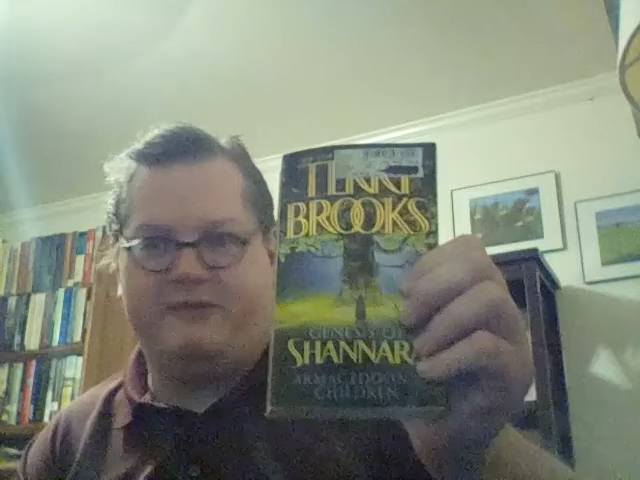 TERRY
BROOKS
GENESIS OF
SHANNARA
ARMAGEDDON'S
CHILDREN